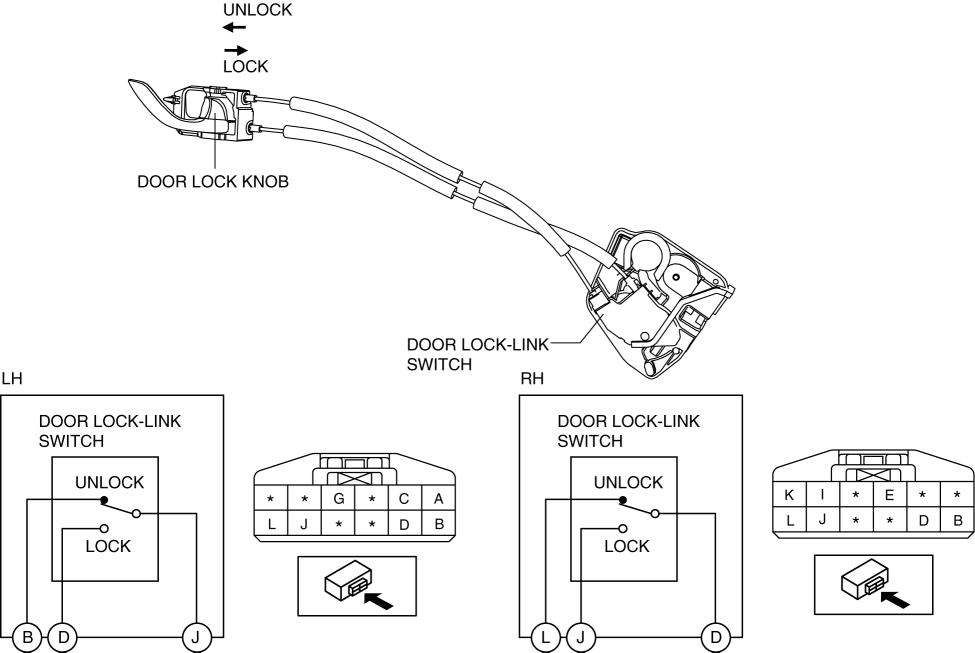 UNLOCK
LOCK
DOOR LOCK KNOB
DOOR LOCK-LINK
SWITCH
LH
DOOR LOCK-LINK
SWITCH
UNLOCK
LOCK
B D J
* * G * C A
L J * * D B
RH
DOOR LOCK-LINK
SWITCH
UNLOCK
LOCK
L J D
K I * E * *
L J * * D B